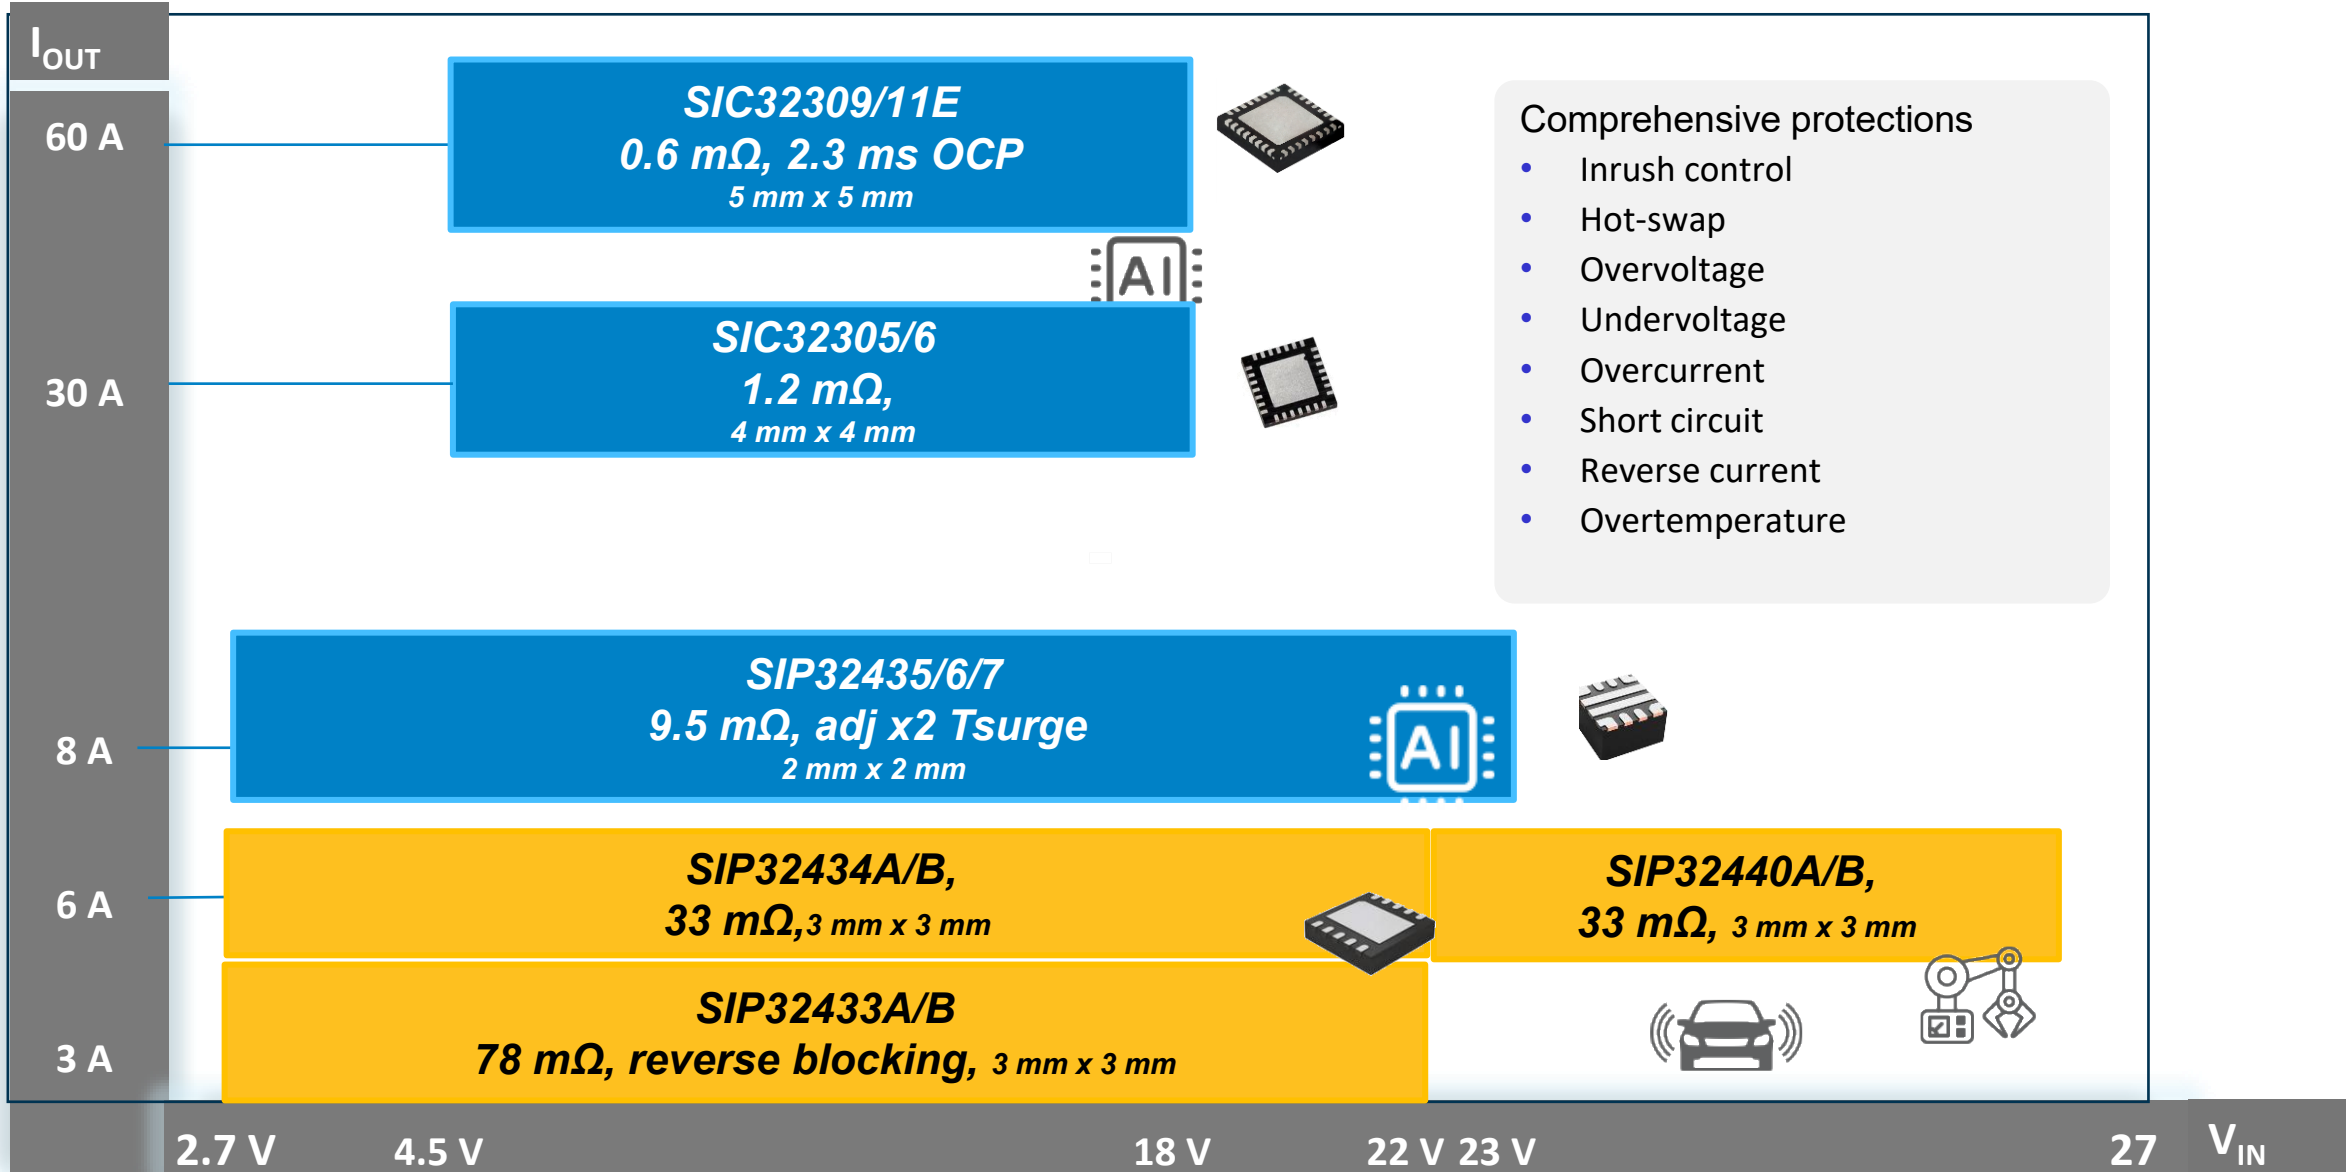 I_OUT
60 A
30 A
8 A
6 A
3 A
SIC32309/11E
0.6 mΩ, 2.3 ms OCP
5 mm x 5 mm
AI
SIC32305/6
1.2 mΩ,
4 mm x 4 mm
Comprehensive protections
• Inrush control
• Hot-swap
• Overvoltage
• Undervoltage
• Overcurrent
• Short circuit
• Reverse current
• Overtemperature
SIP32435/6/7
9.5 mΩ, adj x2 Tsurge
2 mm x 2 mm
AI
SIP32434A/B,
33 mΩ,3 mm x 3 mm
SIP32440A/B,
33 mΩ, 3 mm x 3 mm
SIP32433A/B
78 mΩ, reverse blocking, 3 mm x 3 mm
2.7 V 4.5 V 18 V 22 V 23 V 27 V_IN